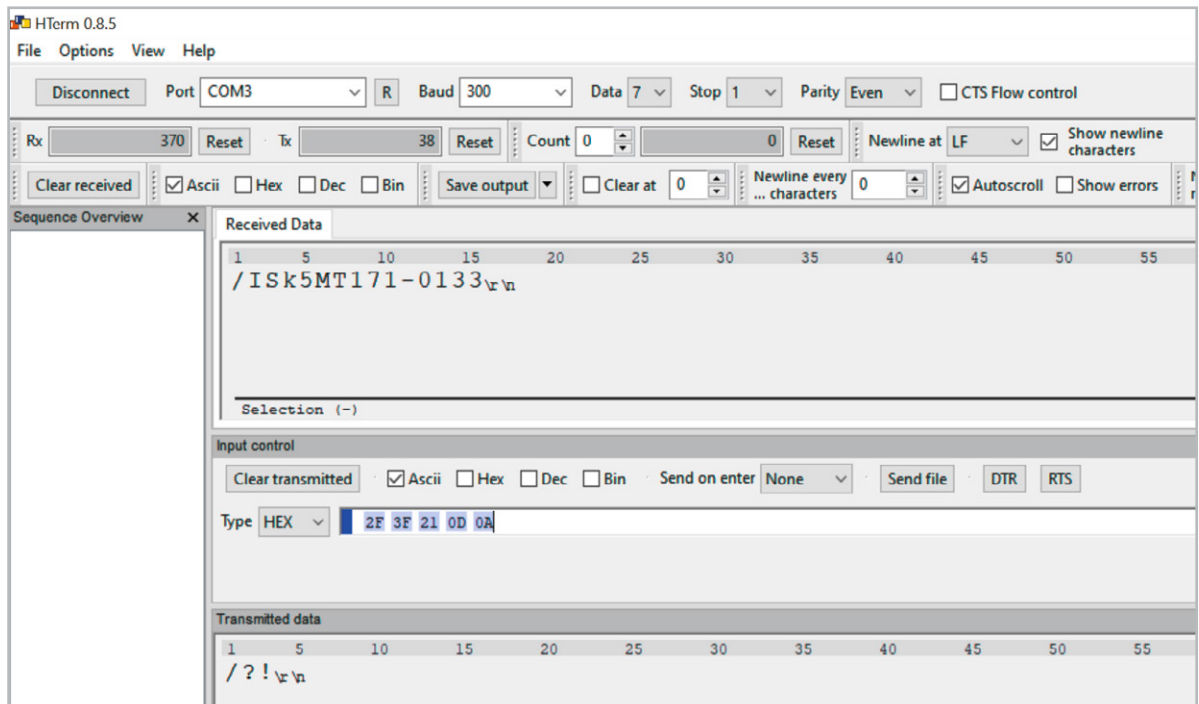 HTerm 0.8.5
File Options View Help
Disconnect Port COM3 R Baud 300 Data 7 Stop 1 Parity Even CTS Flow control
Rx 370 Reset Tx 38 Reset Count 0 0 Reset Newline at LF Show newline
characters
Clear received Ascii Hex Dec Bin Save output Clear at 0 Newline every
... characters 0 Autoscroll Show errors
Sequence Overview X
Received Data
1 5 10 15 20 25 30 35 40 45 50 55
/ISk5MT171-0133\r\n
Selection (-)
Input control
Clear transmitted Ascii Hex Dec Bin Send on enter None Send file DTR RTS
Type HEX 2F 3F 21 0D 0A
Transmitted data
1 5 10 15 20 25 30 35 40 45 50 55
/?!\r\n